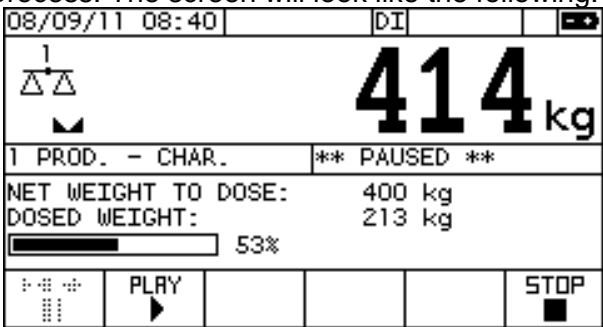 process. The screen will look like the following:
08/09/11 08:40 DI
1
414 kg
1 PROD. - CHAR. ** PAUSED **
NET WEIGHT TO DOSE: 400 kg
DOSED WEIGHT: 213 kg
53%
PLAY STOP